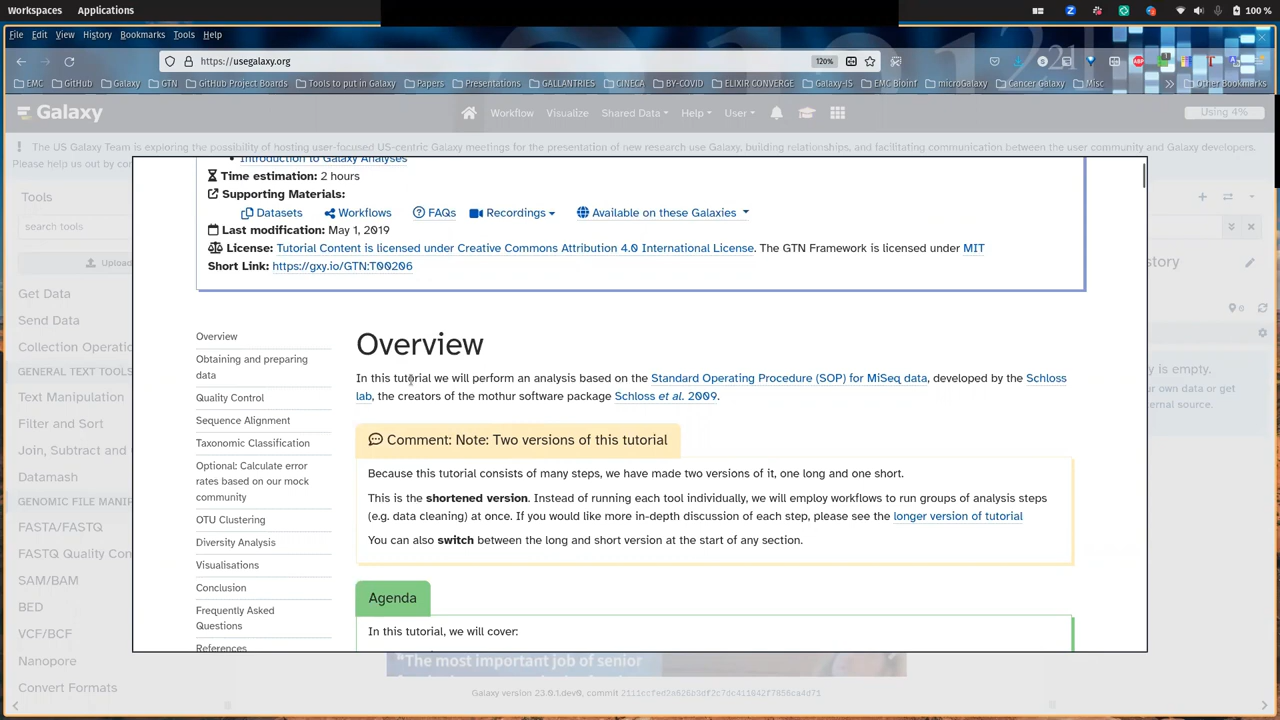 Workspaces Applications
100 %
File Edit View History Bookmarks Tools Help
https://usegalaxy.org 120%
EMC GitHub Galaxy GTN GitHub Project Boards Tools to put in Galaxy Papers Presentations GALLANTRIES CINECA BY-COVID ELIXIR CONVERGE Galaxy-IS EMC Bioinf microGalaxy Cancer Galaxy Misc Other Bookmarks
Galaxy Workflow Visualize Shared Data Help User Using 4%
The US Galaxy Team is exploring the possibility of hosting user-focused US-centric Galaxy meetings for the presentation of new research use Galaxy, building relationships, and facilitating communication between the user community and Galaxy developers.
Please help us out by com
Tools
search tools
Upload
Get Data
Send Data
Collection Operatio
GENERAL TEXT TOOLS
Text Manipulation
Filter and Sort
Join, Subtract and
Datamash
GENOMIC FILE MANIP
FASTA/FASTQ
FASTQ Quality Con
SAM/BAM
BED
VCF/BCF
Nanopore
Convert Formats
Introduction to Galaxy Analyses
Time estimation: 2 hours
Supporting Materials:
Datasets Workflows FAQs Recordings Available on these Galaxies
Last modification: May 1, 2019
License: Tutorial Content is licensed under Creative Commons Attribution 4.0 International License. The GTN Framework is licensed under MIT
Short Link: https://gxy.io/GTN:T00206
Overview
Obtaining and preparing
data
Quality Control
Sequence Alignment
Taxonomic Classification
Optional: Calculate error
rates based on our mock
community
OTU Clustering
Diversity Analysis
Visualisations
Conclusion
Frequently Asked
Questions
References
Overview
In this tutorial we will perform an analysis based on the Standard Operating Procedure (SOP) for MiSeq data, developed by the Schloss
lab, the creators of the mothur software package Schloss et al. 2009.
Comment: Note: Two versions of this tutorial
Because this tutorial consists of many steps, we have made two versions of it, one long and one short.
This is the shortened version. Instead of running each tool individually, we will employ workflows to run groups of analysis steps
(e.g. data cleaning) at once. If you would like more in-depth discussion of each step, please see the longer version of tutorial
You can also switch between the long and short version at the start of any section.
Agenda
In this tutorial, we will cover:
story
0
y is empty.
ur own data or get
ernal source.
"The most important job of senior
Galaxy version 23.0.1.dev0, commit